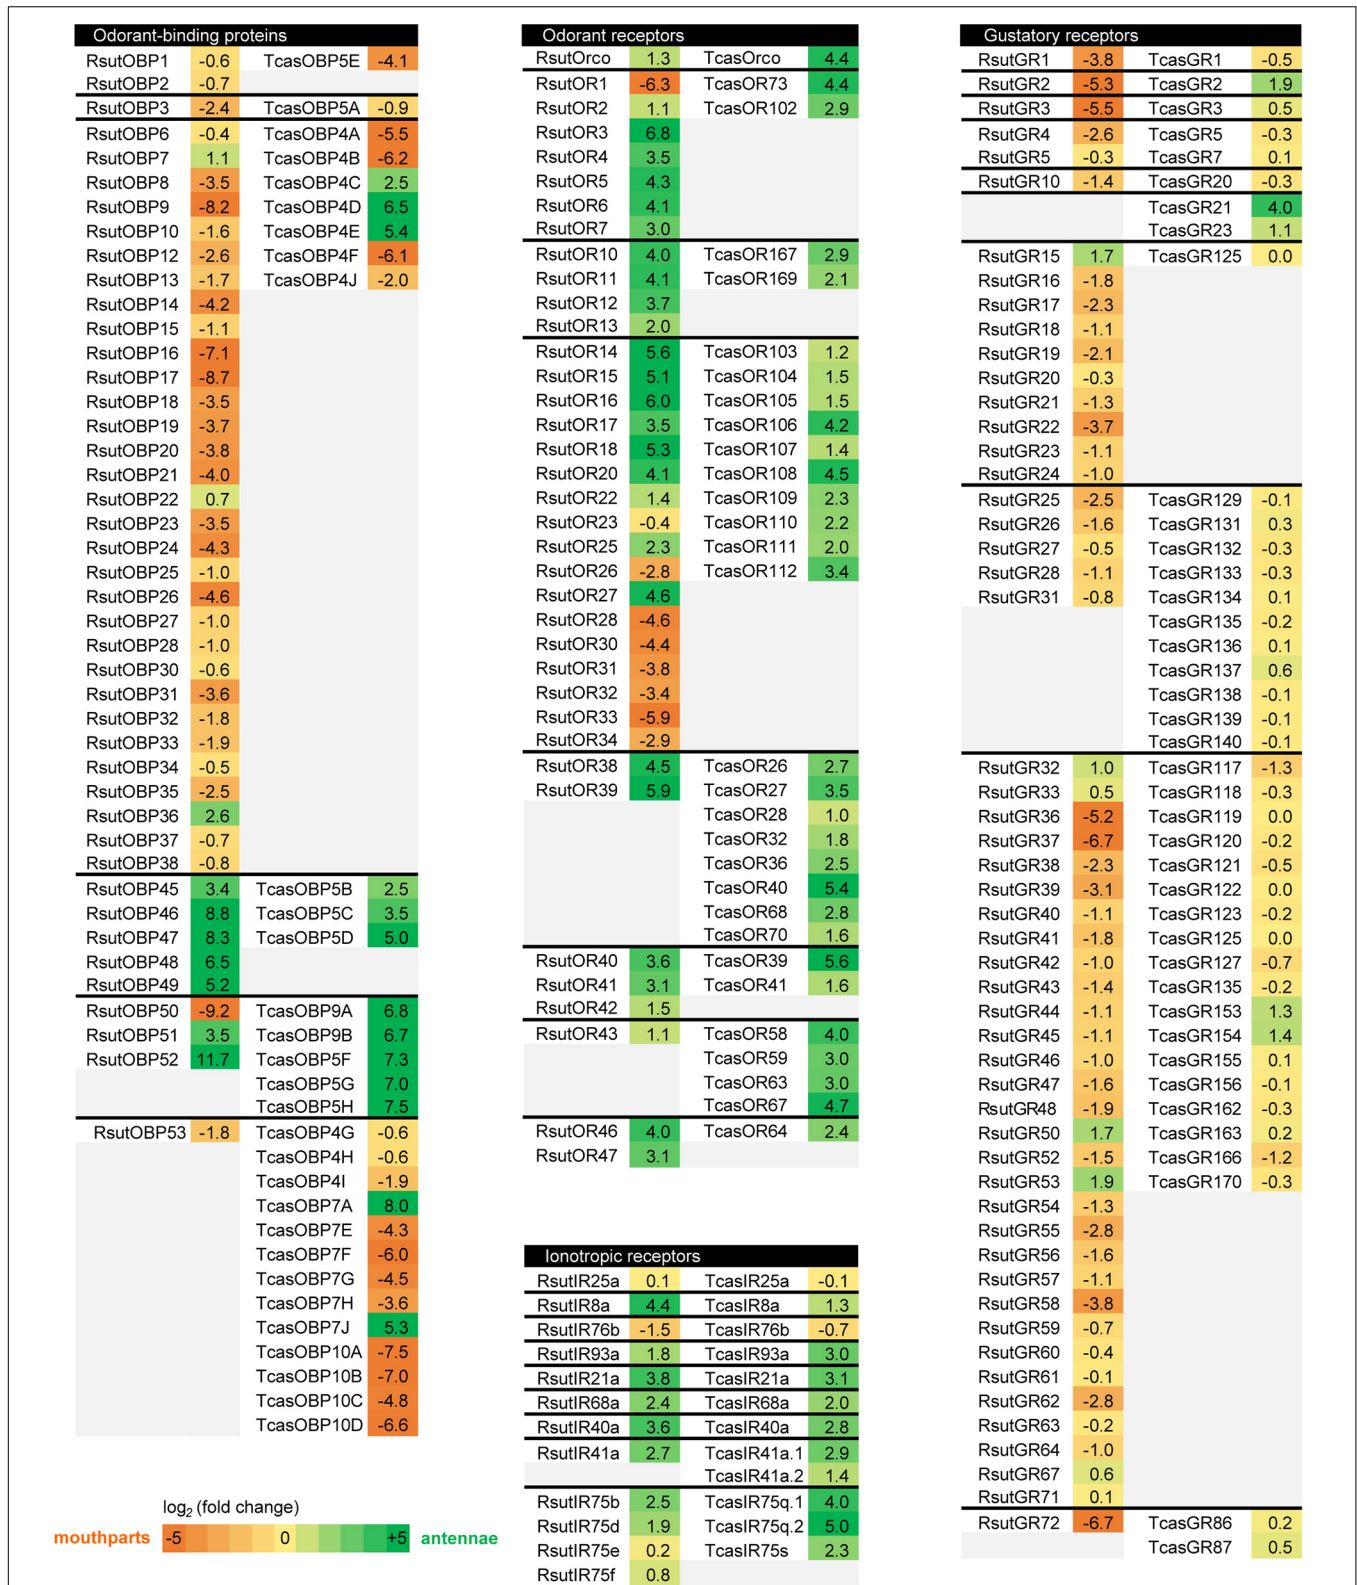 Odorant-binding proteins
RsutOBP1 -0.6 TcasOBP5E -4.1
RsutOBP2 -0.7
RsutOBP3 -2.4 TcasOBP5A -0.9
RsutOBP6 -0.4 TcasOBP4A -5.5
RsutOBP7 1.1 TcasOBP4B -6.2
RsutOBP8 -3.5 TcasOBP4C 2.5
RsutOBP9 -8.2 TcasOBP4D 6.5
RsutOBP10 -1.6 TcasOBP4E 5.4
RsutOBP12 -2.6 TcasOBP4F -6.1
RsutOBP13 -1.7 TcasOBP4J -2.0
RsutOBP14 -4.2
RsutOBP15 -1.1
RsutOBP16 -7.1
RsutOBP17 -8.7
RsutOBP18 -3.5
RsutOBP19 -3.7
RsutOBP20 -3.8
RsutOBP21 -4.0
RsutOBP22 0.7
RsutOBP23 -3.5
RsutOBP24 -4.3
RsutOBP25 -1.0
RsutOBP26 -4.6
RsutOBP27 -1.0
RsutOBP28 -1.0
RsutOBP30 -0.6
RsutOBP31 -3.6
RsutOBP32 -1.8
RsutOBP33 -1.9
RsutOBP34 -0.5
RsutOBP35 -2.5
RsutOBP36 2.6
RsutOBP37 -0.7
RsutOBP38 -0.8
RsutOBP45 3.4 TcasOBP5B 2.5
RsutOBP46 8.8 TcasOBP5C 3.5
RsutOBP47 8.3 TcasOBP5D 5.0
RsutOBP48 6.5
RsutOBP49 5.2
RsutOBP50 -9.2 TcasOBP9A 6.8
RsutOBP51 3.5 TcasOBP9B 6.7
RsutOBP52 11.7 TcasOBP5F 7.3
TcasOBP5G 7.0
TcasOBP5H 7.5
RsutOBP53 -1.8 TcasOBP4G -0.6
TcasOBP4H -0.6
TcasOBP4I -1.9
TcasOBP7A 8.0
TcasOBP7E -4.3
TcasOBP7F -6.0
TcasOBP7G -4.5
TcasOBP7H -3.6
TcasOBP7J 5.3
TcasOBP10A -7.5
TcasOBP10B -7.0
TcasOBP10C -4.8
TcasOBP10D -6.6
log2 (fold change)
mouthparts -5 0 +5 antennae
Odorant receptors
RsutOrco 1.3 TcasOrco 4.4
RsutOR1 -6.3 TcasOR73 4.4
RsutOR2 1.1 TcasOR102 2.9
RsutOR3 6.8
RsutOR4 3.5
RsutOR5 4.3
RsutOR6 4.1
RsutOR7 3.0
RsutOR10 4.0 TcasOR167 2.9
RsutOR11 4.1 TcasOR169 2.1
RsutOR12 3.7
RsutOR13 2.0
RsutOR14 5.6 TcasOR103 1.2
RsutOR15 5.1 TcasOR104 1.5
RsutOR16 6.0 TcasOR105 1.5
RsutOR17 3.5 TcasOR106 4.2
RsutOR18 5.3 TcasOR107 1.4
RsutOR20 4.1 TcasOR108 4.5
RsutOR22 1.4 TcasOR109 2.3
RsutOR23 -0.4 TcasOR110 2.2
RsutOR25 2.3 TcasOR111 2.0
RsutOR26 -2.8 TcasOR112 3.4
RsutOR27 4.6
RsutOR28 -4.6
RsutOR30 -4.4
RsutOR31 -3.8
RsutOR32 -3.4
RsutOR33 -5.9
RsutOR34 -2.9
RsutOR38 4.5 TcasOR26 2.7
RsutOR39 5.9 TcasOR27 3.5
TcasOR28 1.0
TcasOR32 1.8
TcasOR36 2.5
TcasOR40 5.4
TcasOR68 2.8
TcasOR70 1.6
RsutOR40 3.6 TcasOR39 5.6
RsutOR41 3.1 TcasOR41 1.6
RsutOR42 1.5
RsutOR43 1.1 TcasOR58 4.0
TcasOR59 3.0
TcasOR63 3.0
TcasOR67 4.7
RsutOR46 4.0 TcasOR64 2.4
RsutOR47 3.1
Ionotropic receptors
RsutIR25a 0.1 TcasIR25a -0.1
RsutIR8a 4.4 TcasIR8a 1.3
RsutIR76b -1.5 TcasIR76b -0.7
RsutIR93a 1.8 TcasIR93a 3.0
RsutIR21a 3.8 TcasIR21a 3.1
RsutIR68a 2.4 TcasIR68a 2.0
RsutIR40a 3.6 TcasIR40a 2.8
RsutIR41a 2.7 TcasIR41a.1 2.9
TcasIR41a.2 1.4
RsutIR75b 2.5 TcasIR75q.1 4.0
RsutIR75d 1.9 TcasIR75q.2 5.0
RsutIR75e 0.2 TcasIR75s 2.3
RsutIR75f 0.8
Gustatory receptors
RsutGR1 -3.8 TcasGR1 -0.5
RsutGR2 -5.3 TcasGR2 1.9
RsutGR3 -5.5 TcasGR3 0.5
RsutGR4 -2.6 TcasGR5 -0.3
RsutGR5 -0.3 TcasGR7 0.1
RsutGR10 -1.4 TcasGR20 -0.3
TcasGR21 4.0
TcasGR23 1.1
RsutGR15 1.7 TcasGR125 0.0
RsutGR16 -1.8
RsutGR17 -2.3
RsutGR18 -1.1
RsutGR19 -2.1
RsutGR20 -0.3
RsutGR21 -1.3
RsutGR22 -3.7
RsutGR23 -1.1
RsutGR24 -1.0
RsutGR25 -2.5 TcasGR129 -0.1
RsutGR26 -1.6 TcasGR131 0.3
RsutGR27 -0.5 TcasGR132 -0.3
RsutGR28 -1.1 TcasGR133 -0.3
RsutGR31 -0.8 TcasGR134 0.1
TcasGR135 -0.2
TcasGR136 0.1
TcasGR137 0.6
TcasGR138 -0.1
TcasGR139 -0.1
TcasGR140 -0.1
RsutGR32 1.0 TcasGR117 -1.3
RsutGR33 0.5 TcasGR118 -0.3
RsutGR36 -5.2 TcasGR119 0.0
RsutGR37 -6.7 TcasGR120 -0.2
RsutGR38 -2.3 TcasGR121 -0.5
RsutGR39 -3.1 TcasGR122 0.0
RsutGR40 -1.1 TcasGR123 -0.2
RsutGR41 -1.8 TcasGR125 0.0
RsutGR42 -1.0 TcasGR127 -0.7
RsutGR43 -1.4 TcasGR135 -0.2
RsutGR44 -1.1 TcasGR153 1.3
RsutGR45 -1.1 TcasGR154 1.4
RsutGR46 -1.0 TcasGR155 0.1
RsutGR47 -1.6 TcasGR156 -0.1
RsutGR48 -1.9 TcasGR162 -0.3
RsutGR50 1.7 TcasGR163 0.2
RsutGR52 -1.5 TcasGR166 -1.2
RsutGR53 1.9 TcasGR170 -0.3
RsutGR54 -1.3
RsutGR55 -2.8
RsutGR56 -1.6
RsutGR57 -1.1
RsutGR58 -3.8
RsutGR59 -0.7
RsutGR60 -0.4
RsutGR61 -0.1
RsutGR62 -2.8
RsutGR63 -0.2
RsutGR64 -1.0
RsutGR67 0.6
RsutGR71 0.1
RsutGR72 -6.7 TcasGR86 0.2
TcasGR87 0.5